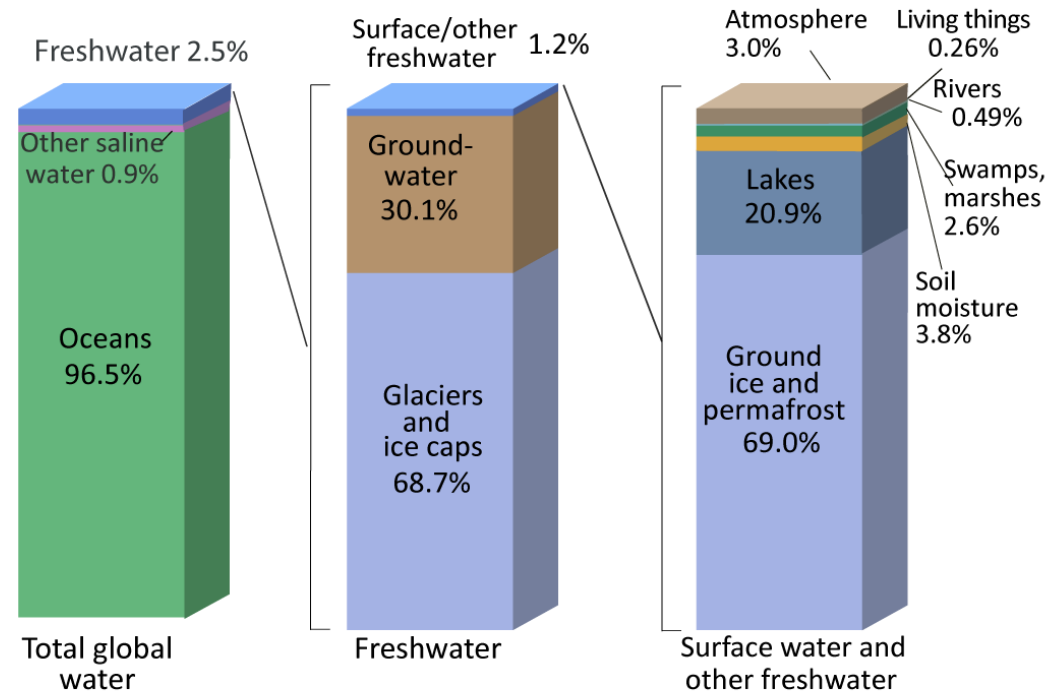 Freshwater 2.5%
Other saline
water 0.9%
Oceans
96.5%
Total global
water
Surface/other
freshwater 1.2%
Ground-
water
30.1%
Glaciers
and
ice caps
68.7%
Freshwater
Atmosphere
3.0%
Living things
0.26%
Rivers
0.49%
Swamps,
marshes
2.6%
Soil
moisture
3.8%
Lakes
20.9%
Ground
ice and
permafrost
69.0%
Surface water and
other freshwater